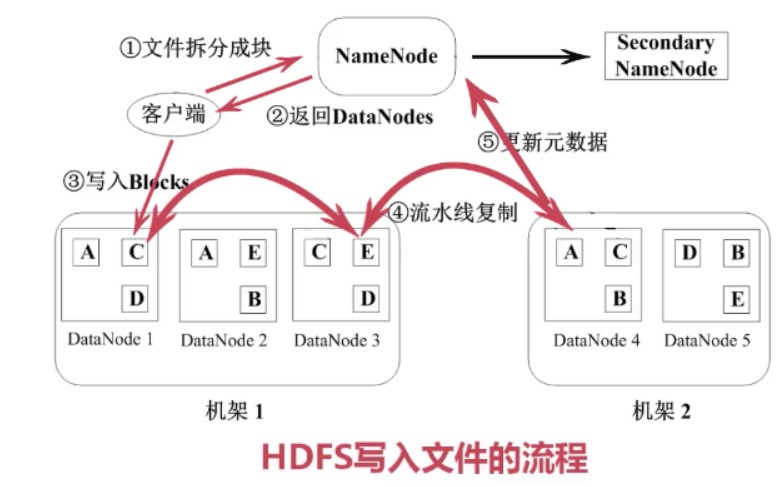 ①文件拆分成块
NameNode
Secondary
NameNode
客户端
②返回DataNodes
⑤更新元数据
③写入Blocks
④流水线复制
A C
D
DataNode 1
A E
B
DataNode 2
C E
D
DataNode 3
A C
B
DataNode 4
D B
E
DataNode 5
机架 1
机架 2
HDFS写入文件的流程